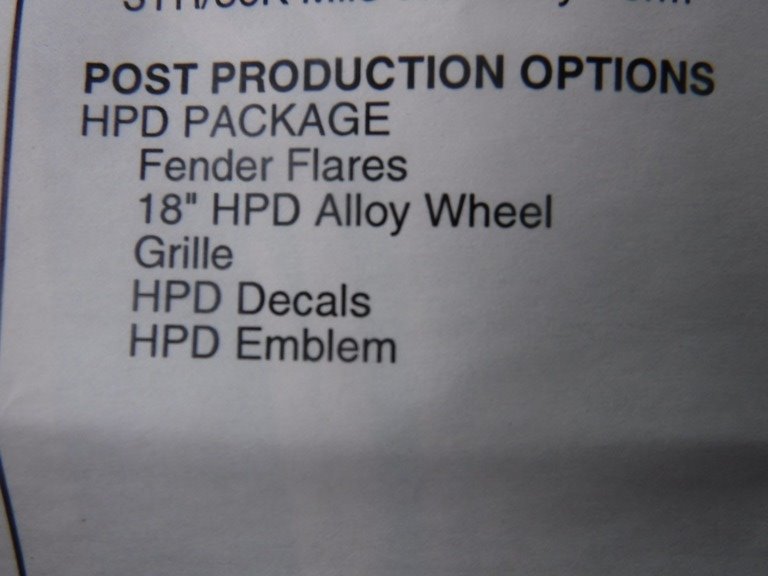 POST PRODUCTION OPTIONS
HPD PACKAGE
Fender Flares
18" HPD Alloy Wheel
Grille
HPD Decals
HPD Emblem